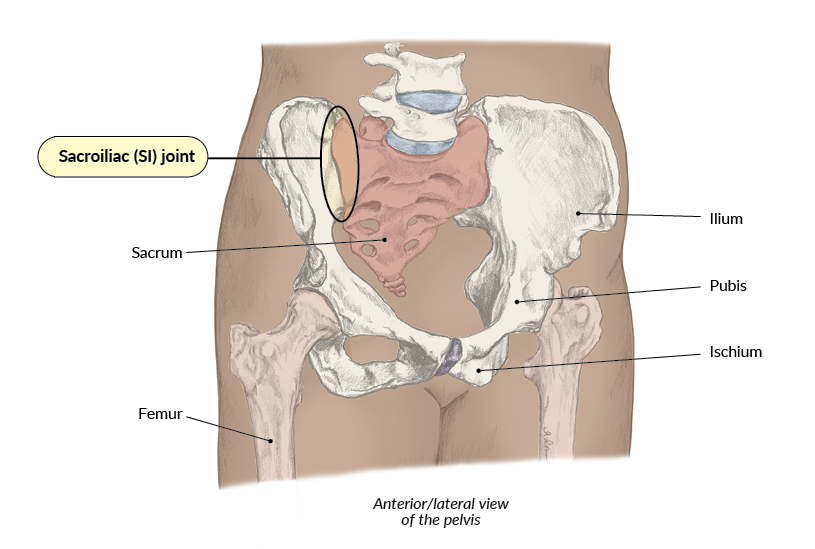 Sacroiliac (SI) joint
Ilium
Sacrum
Pubis
Ischium
Femur
Anterior/lateral view
of the pelvis